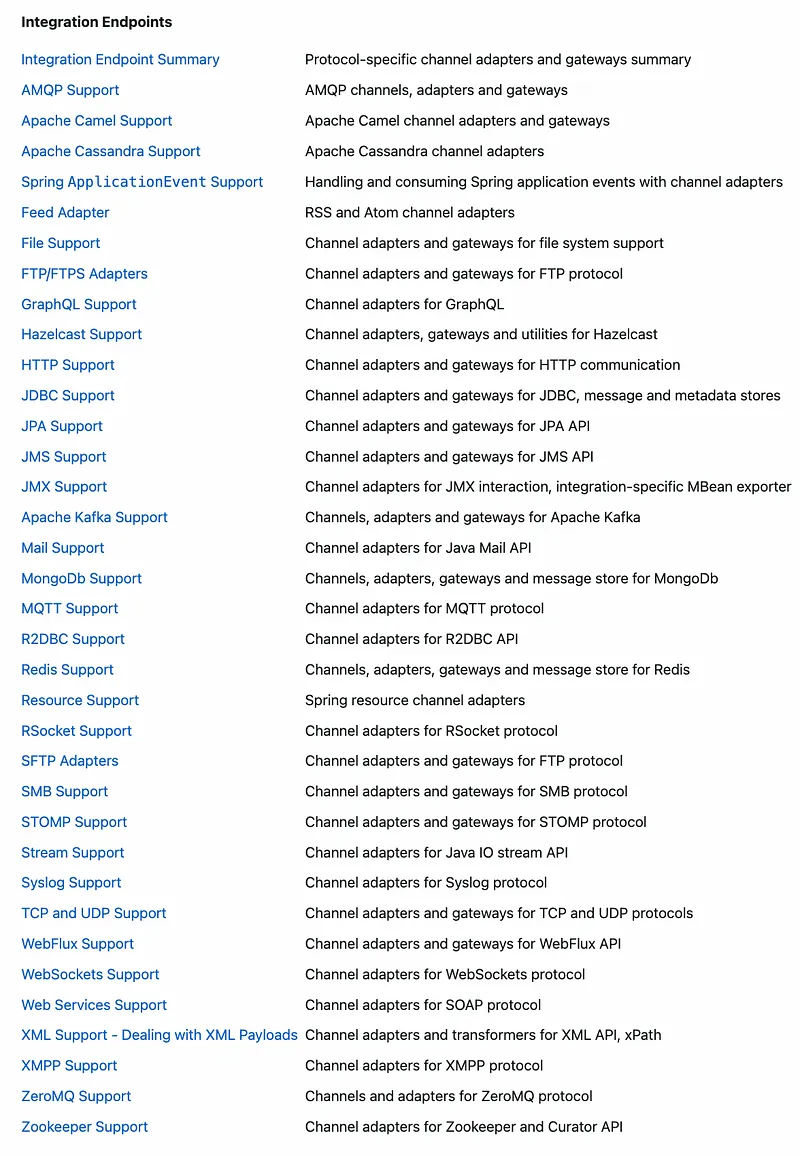 Integration Endpoints
Integration Endpoint Summary Protocol-specific channel adapters and gateways summary
AMQP Support AMQP channels, adapters and gateways
Apache Camel Support Apache Camel channel adapters and gateways
Apache Cassandra Support Apache Cassandra channel adapters
Spring ApplicationEvent Support Handling and consuming Spring application events with channel adapters
Feed Adapter RSS and Atom channel adapters
File Support Channel adapters and gateways for file system support
FTP/FTPS Adapters Channel adapters and gateways for FTP protocol
GraphQL Support Channel adapters for GraphQL
Hazelcast Support Channel adapters, gateways and utilities for Hazelcast
HTTP Support Channel adapters and gateways for HTTP communication
JDBC Support Channel adapters and gateways for JDBC, message and metadata stores
JPA Support Channel adapters and gateways for JPA API
JMS Support Channel adapters and gateways for JMS API
JMX Support Channel adapters for JMX interaction, integration-specific MBean exporter
Apache Kafka Support Channels, adapters and gateways for Apache Kafka
Mail Support Channel adapters for Java Mail API
MongoDb Support Channels, adapters, gateways and message store for MongoDb
MQTT Support Channel adapters for MQTT protocol
R2DBC Support Channel adapters for R2DBC API
Redis Support Channels, adapters, gateways and message store for Redis
Resource Support Spring resource channel adapters
RSocket Support Channel adapters for RSocket protocol
SFTP Adapters Channel adapters and gateways for FTP protocol
SMB Support Channel adapters and gateways for SMB protocol
STOMP Support Channel adapters and gateways for STOMP protocol
Stream Support Channel adapters for Java IO stream API
Syslog Support Channel adapters for Syslog protocol
TCP and UDP Support Channel adapters and gateways for TCP and UDP protocols
WebFlux Support Channel adapters and gateways for WebFlux API
WebSockets Support Channel adapters for WebSockets protocol
Web Services Support Channel adapters for SOAP protocol
XML Support - Dealing with XML Payloads Channel adapters and transformers for XML API, xPath
XMPP Support Channel adapters for XMPP protocol
ZeroMQ Support Channels and adapters for ZeroMQ protocol
Zookeeper Support Channel adapters for Zookeeper and Curator API